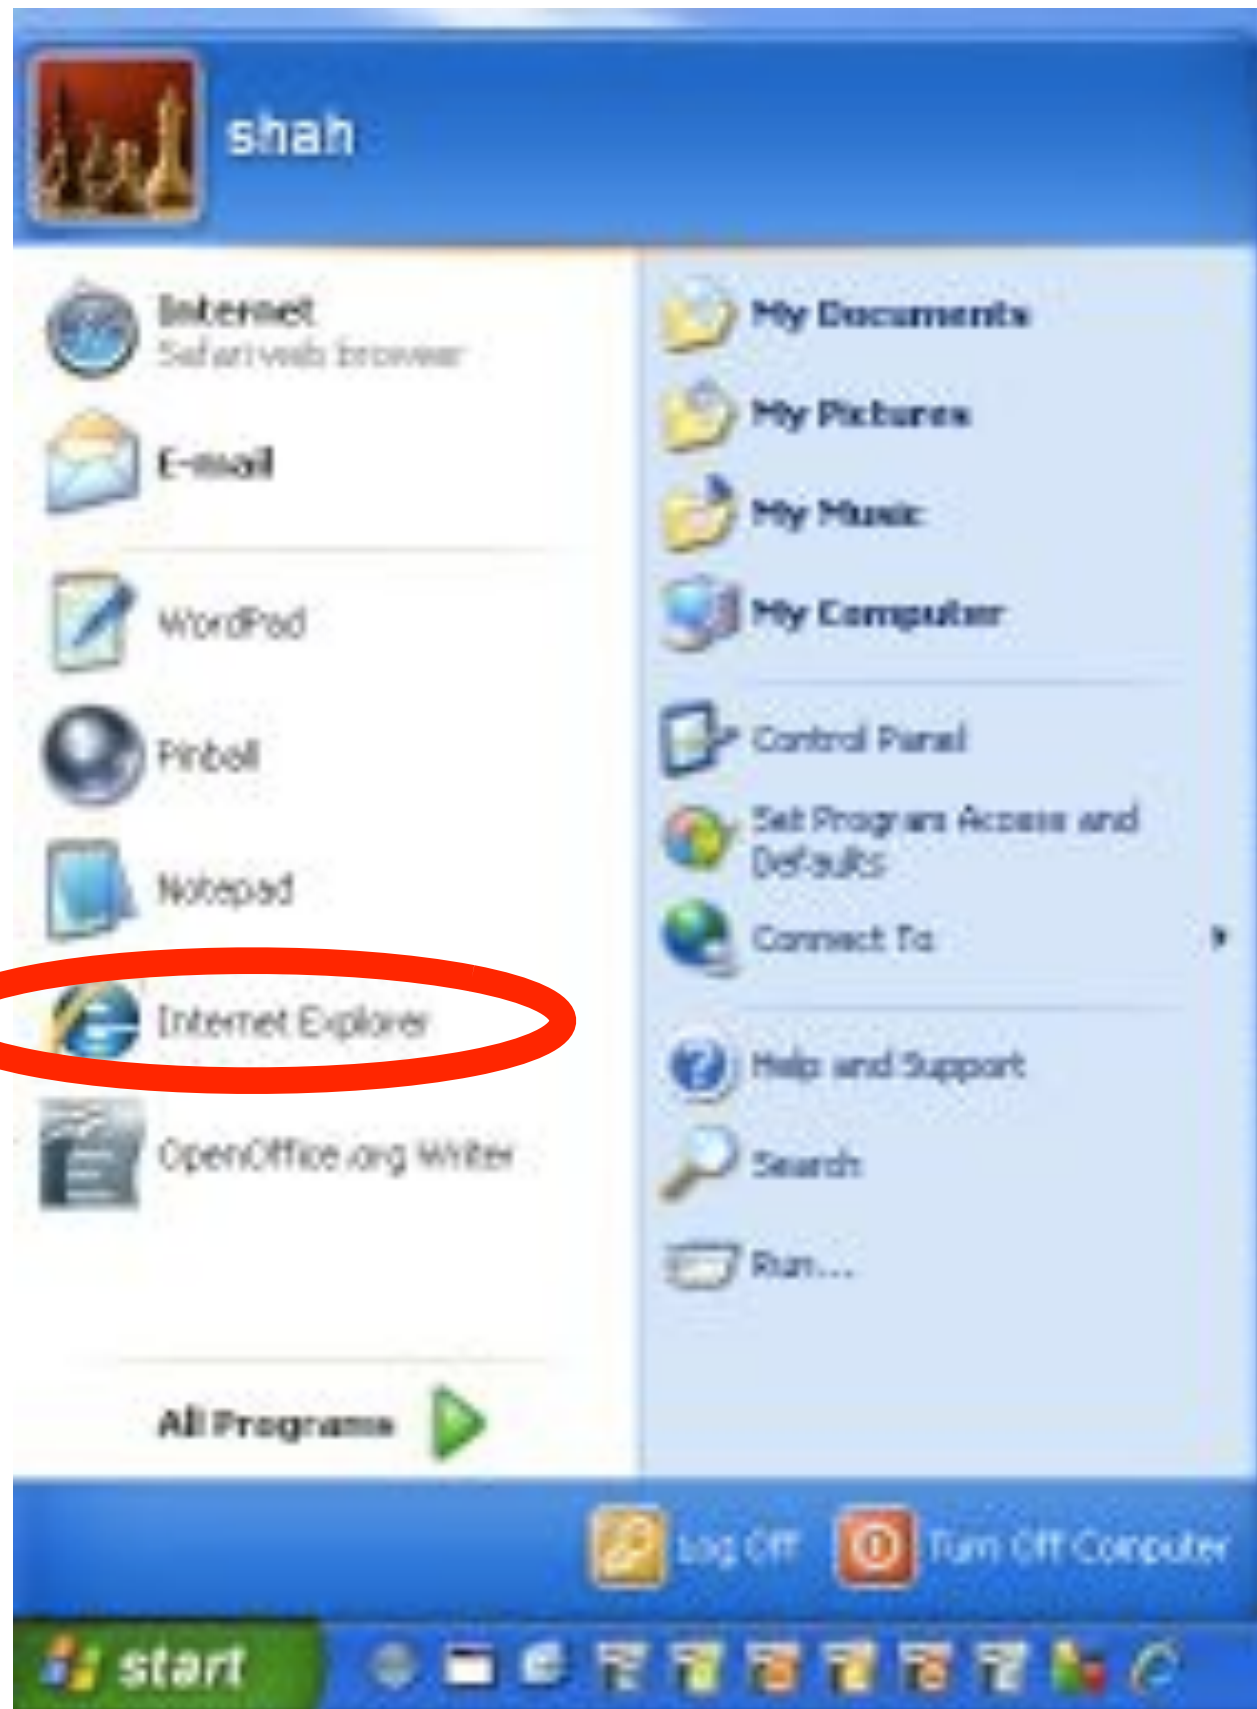 shah
Internet
Safari web browser
E-mail
WordPad
Pinball
Notepad
Internet Explorer
OpenOffice.org Writer
All Programs
My Documents
My Pictures
My Music
My Computer
Control Panel
Set Program Access and
Defaults
Connect To
Help and Support
Search
Run...
Log Off
Turn Off Computer
start